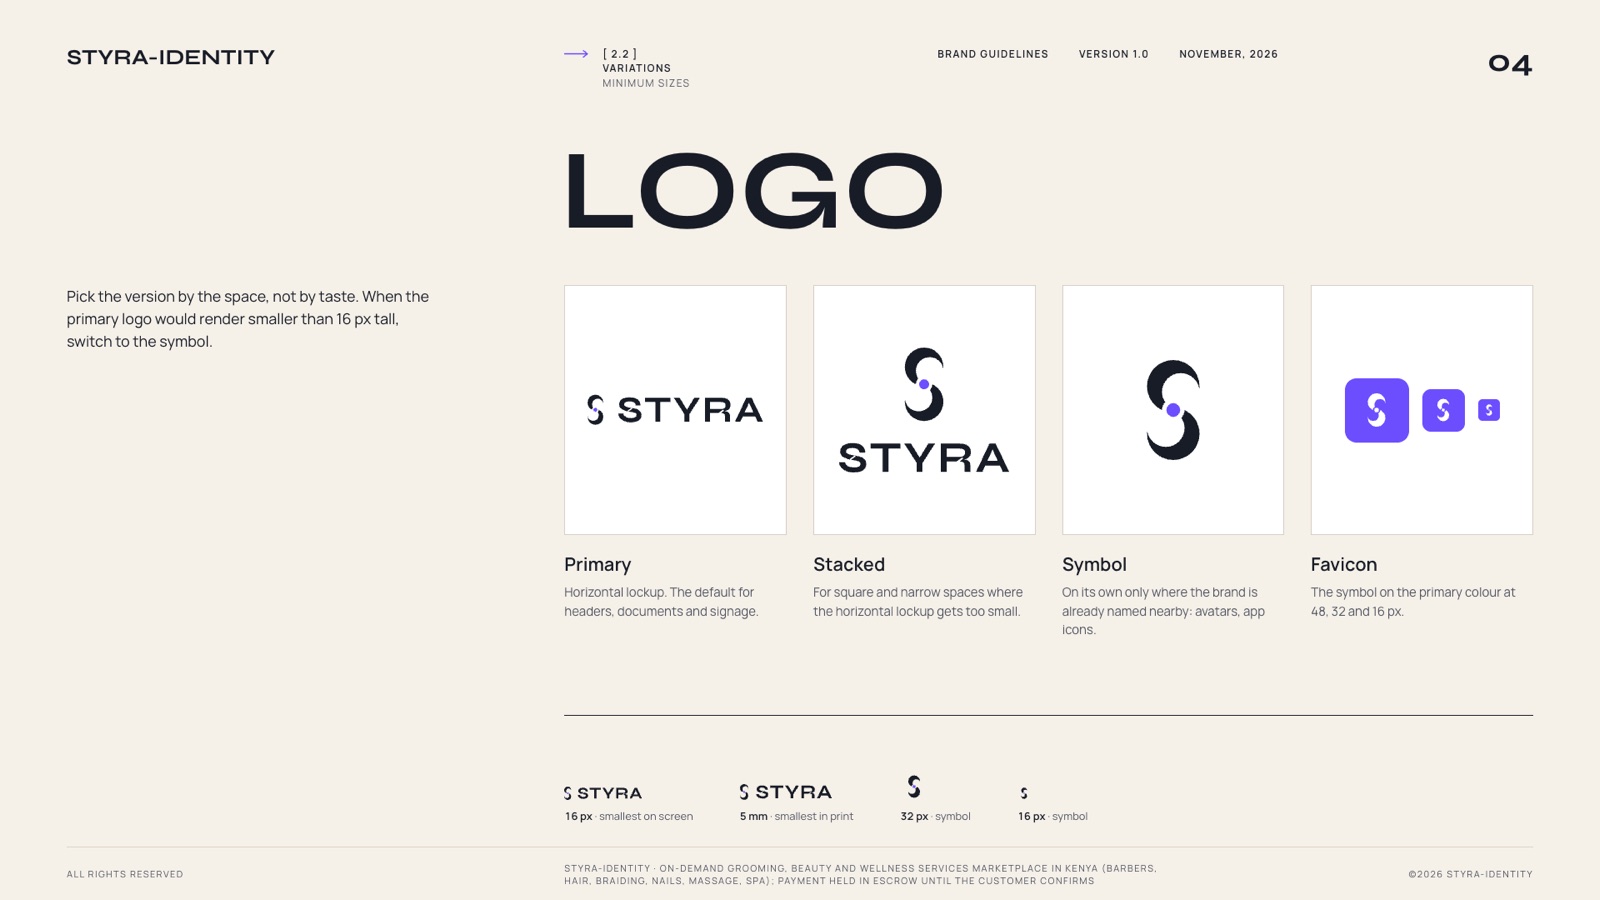 STYRA-IDENTITY
[ 2.2 ]
VARIATIONS
MINIMUM SIZES
BRAND GUIDELINES
VERSION 1.0
NOVEMBER, 2026
04
LOGO
Pick the version by the space, not by taste. When the
primary logo would render smaller than 16 px tall,
switch to the symbol.
STYRA
STYRA
Primary
Horizontal lockup. The default for
headers, documents and signage.
Stacked
For square and narrow spaces where
the horizontal lockup gets too small.
Symbol
On its own only where the brand is
already named nearby: avatars, app
icons.
Favicon
The symbol on the primary colour at
48, 32 and 16 px.
STYRA
16 px · smallest on screen
STYRA
5 mm · smallest in print
32 px · symbol
16 px · symbol
ALL RIGHTS RESERVED
STYRA-IDENTITY · ON-DEMAND GROOMING, BEAUTY AND WELLNESS SERVICES MARKETPLACE IN KENYA (BARBERS,
HAIR, BRAIDING, NAILS, MASSAGE, SPA); PAYMENT HELD IN ESCROW UNTIL THE CUSTOMER CONFIRMS
©2026 STYRA-IDENTITY